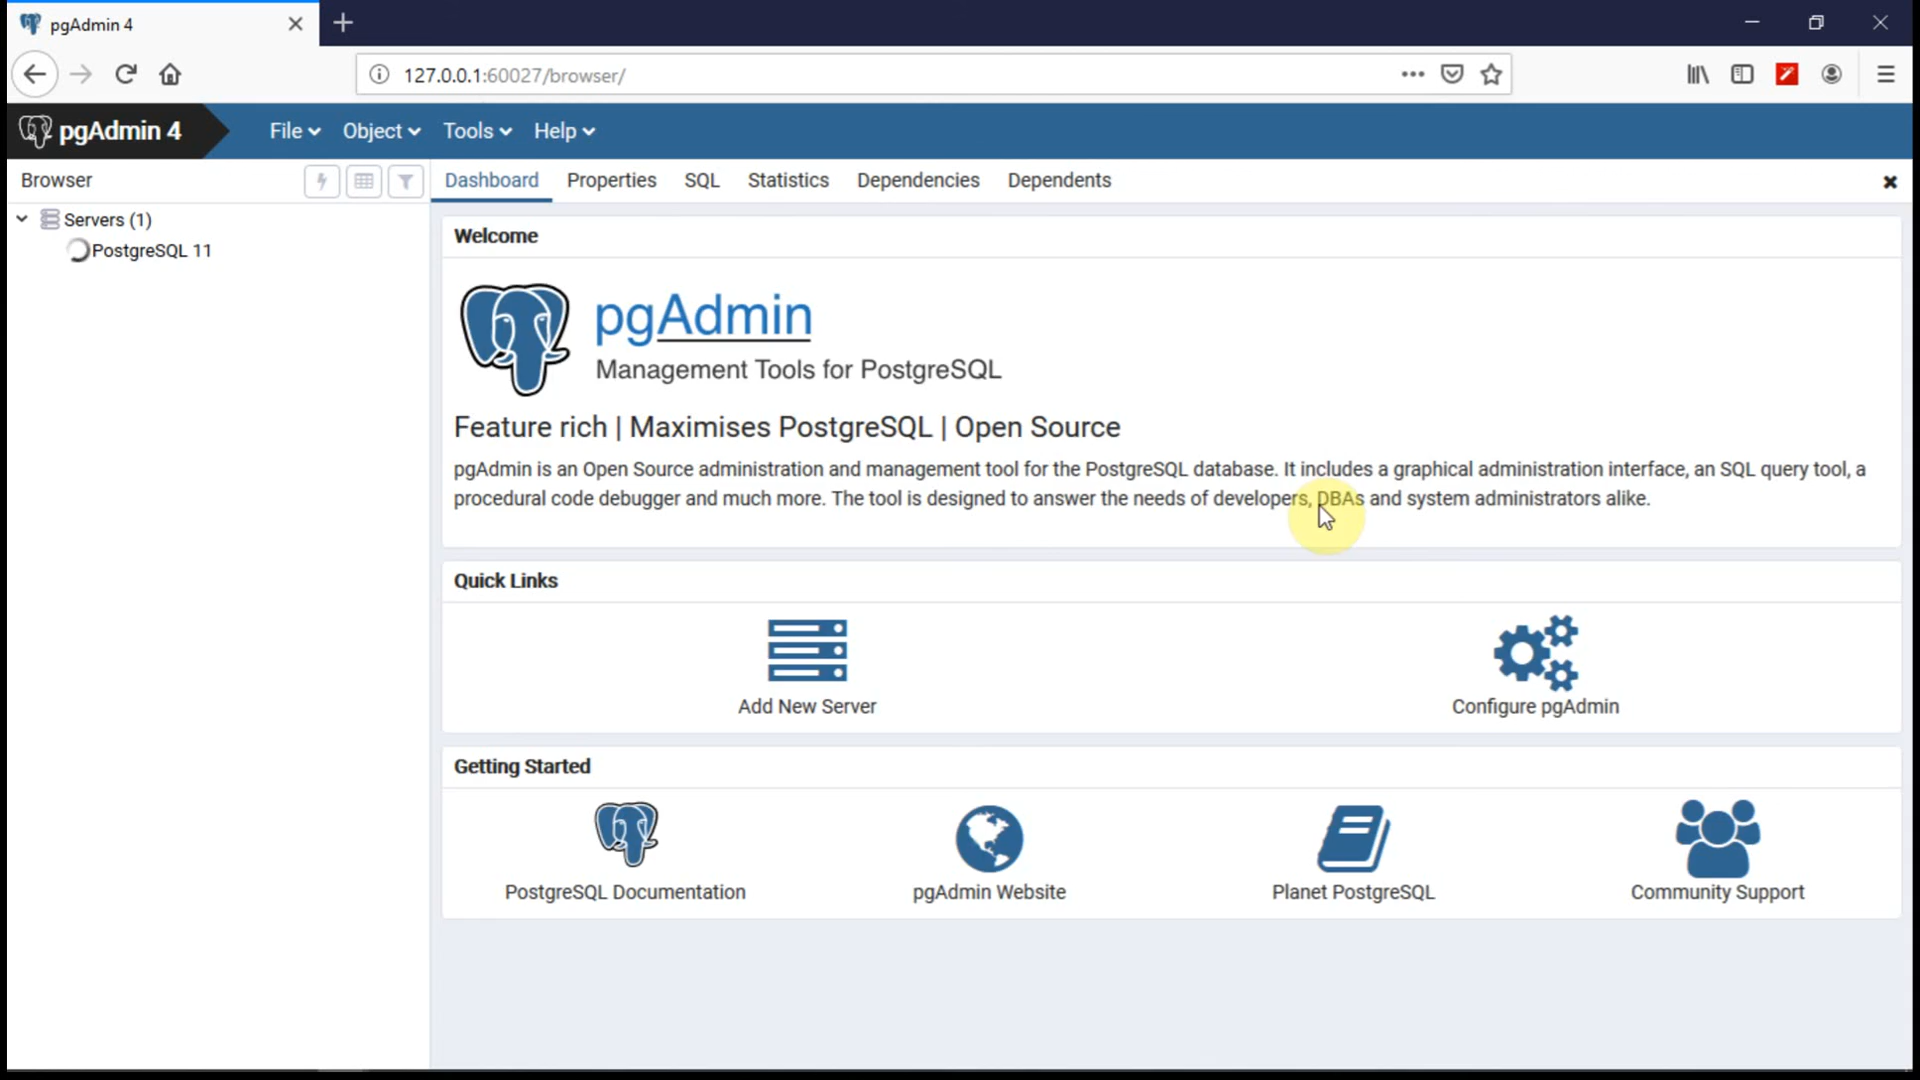 pgAdmin 4
127.0.0.1:60027/browser/
pgAdmin 4 File Object Tools Help
Browser
Dashboard Properties SQL Statistics Dependencies Dependents
Servers (1)
PostgreSQL 11
Welcome
pgAdmin
Management Tools for PostgreSQL
Feature rich | Maximises PostgreSQL | Open Source
pgAdmin is an Open Source administration and management tool for the PostgreSQL database. It includes a graphical administration interface, an SQL query tool, a
procedural code debugger and much more. The tool is designed to answer the needs of developers, DBAs and system administrators alike.
Quick Links
Add New Server
Configure pgAdmin
Getting Started
PostgreSQL Documentation
pgAdmin Website
Planet PostgreSQL
Community Support